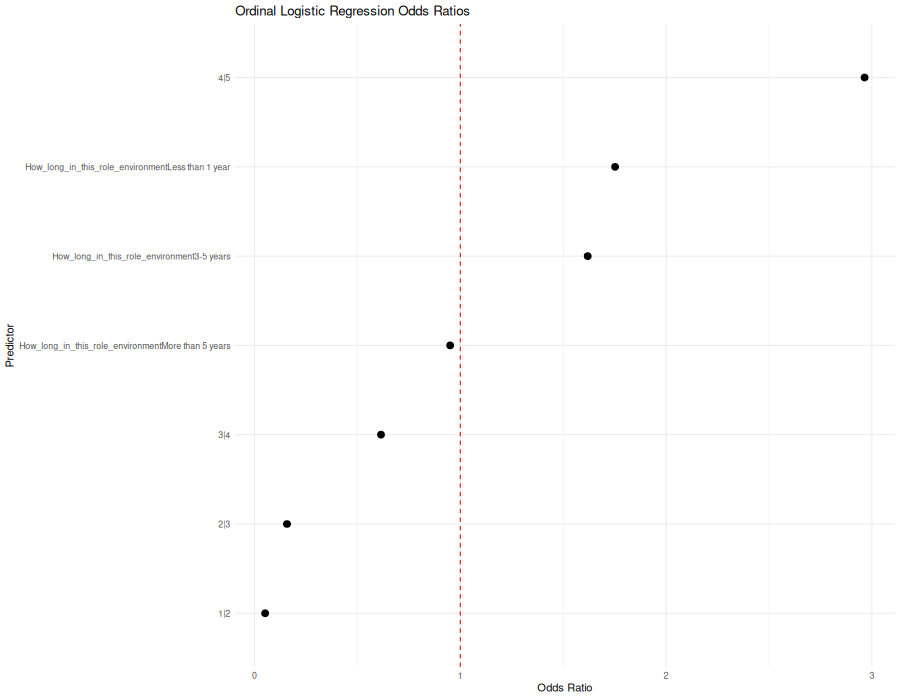 Ordinal Logistic Regression Odds Ratios
4|5
How_long_in_this_role_environmentLess than 1 year
How_long_in_this_role_environment3-5 years
How_long_in_this_role_environmentMore than 5 years
3|4
2|3
1|2
Predictor
0 1 2 3
Odds Ratio